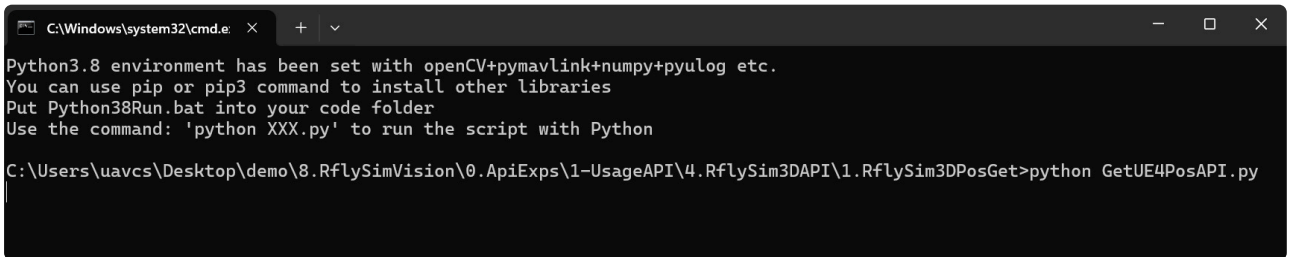 C:\Windows\system32\cmd.e
Python3.8 environment has been set with openCV+pymavlink+numpy+pyulog etc.
You can use pip or pip3 command to install other libraries
Put Python38Run.bat into your code folder
Use the command: 'python XXX.py' to run the script with Python
C:\Users\uavcs\Desktop\demo\8.RflySimVision\0.ApiExps\1-UsageAPI\4.RflySim3DAPI\1.RflySim3DPosGet>python GetUE4PosAPI.py